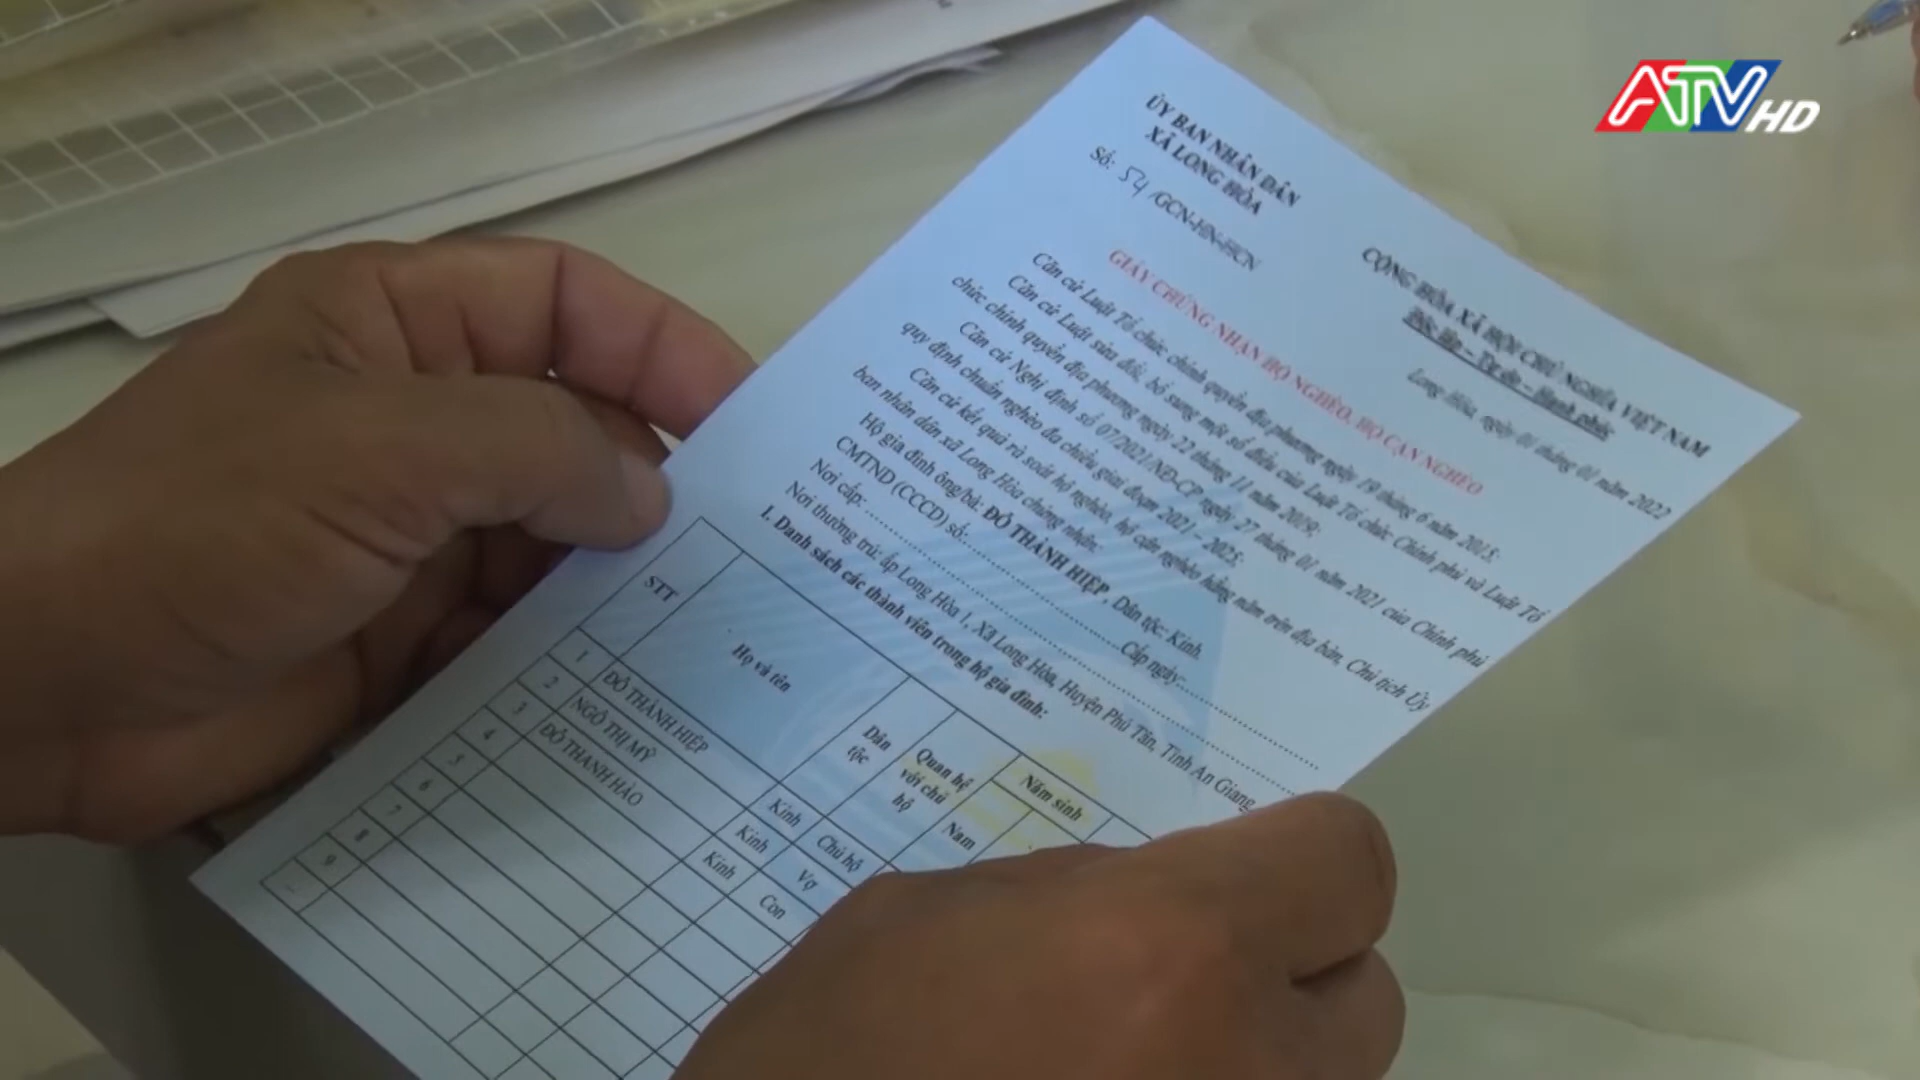 ATV HD
ỦY BAN NHÂN DÂN
XÃ LONG HÒA
Số: 54 /GCN-HN-HCN
CỘNG HÒA XÃ HỘI CHỦ NGHĨA VIỆT NAM
Độc lập – Tự do – Hạnh phúc
Long Hòa, ngày 01 tháng 01 năm 2022
GIẤY CHỨNG NHẬN HỘ NGHÈO, HỘ CẬN NGHÈO
Căn cứ Luật Tổ chức chính quyền địa phương ngày 19 tháng 6 năm 2015;
Căn cứ Luật sửa đổi, bổ sung một số điều của Luật Tổ chức Chính phủ và Luật Tổ
chức chính quyền địa phương ngày 22 tháng 11 năm 2019;
Căn cứ Nghị định số 07/2021/NĐ-CP ngày 27 tháng 01 năm 2021 của Chính phủ
quy định chuẩn nghèo đa chiều giai đoạn 2021 – 2025;
Căn cứ kết quả rà soát hộ nghèo, hộ cận nghèo hằng năm trên địa bàn, Chủ tịch Ủy
ban nhân dân xã Long Hòa chứng nhận:
Hộ gia đình ông/bà: ĐỖ THÀNH HIỆP , Dân tộc: Kinh.
CMTND (CCCD) số:.......................... Cấp ngày:..........................
Nơi cấp: ..........................
Nơi thường trú: ấp Long Hòa 1, Xã Long Hòa, Huyện Phú Tân, Tỉnh An Giang
I. Danh sách các thành viên trong hộ gia đình:
STT Họ và tên Dân tộc Quan hệ với chủ hộ Năm sinh
Nam
1 ĐỖ THÀNH HIỆP Kinh Chủ hộ
2 NGÔ THỊ MỸ Kinh Vợ
3 ĐỖ THANH HÀO Kinh Con
4
5
6
7
8
9
...